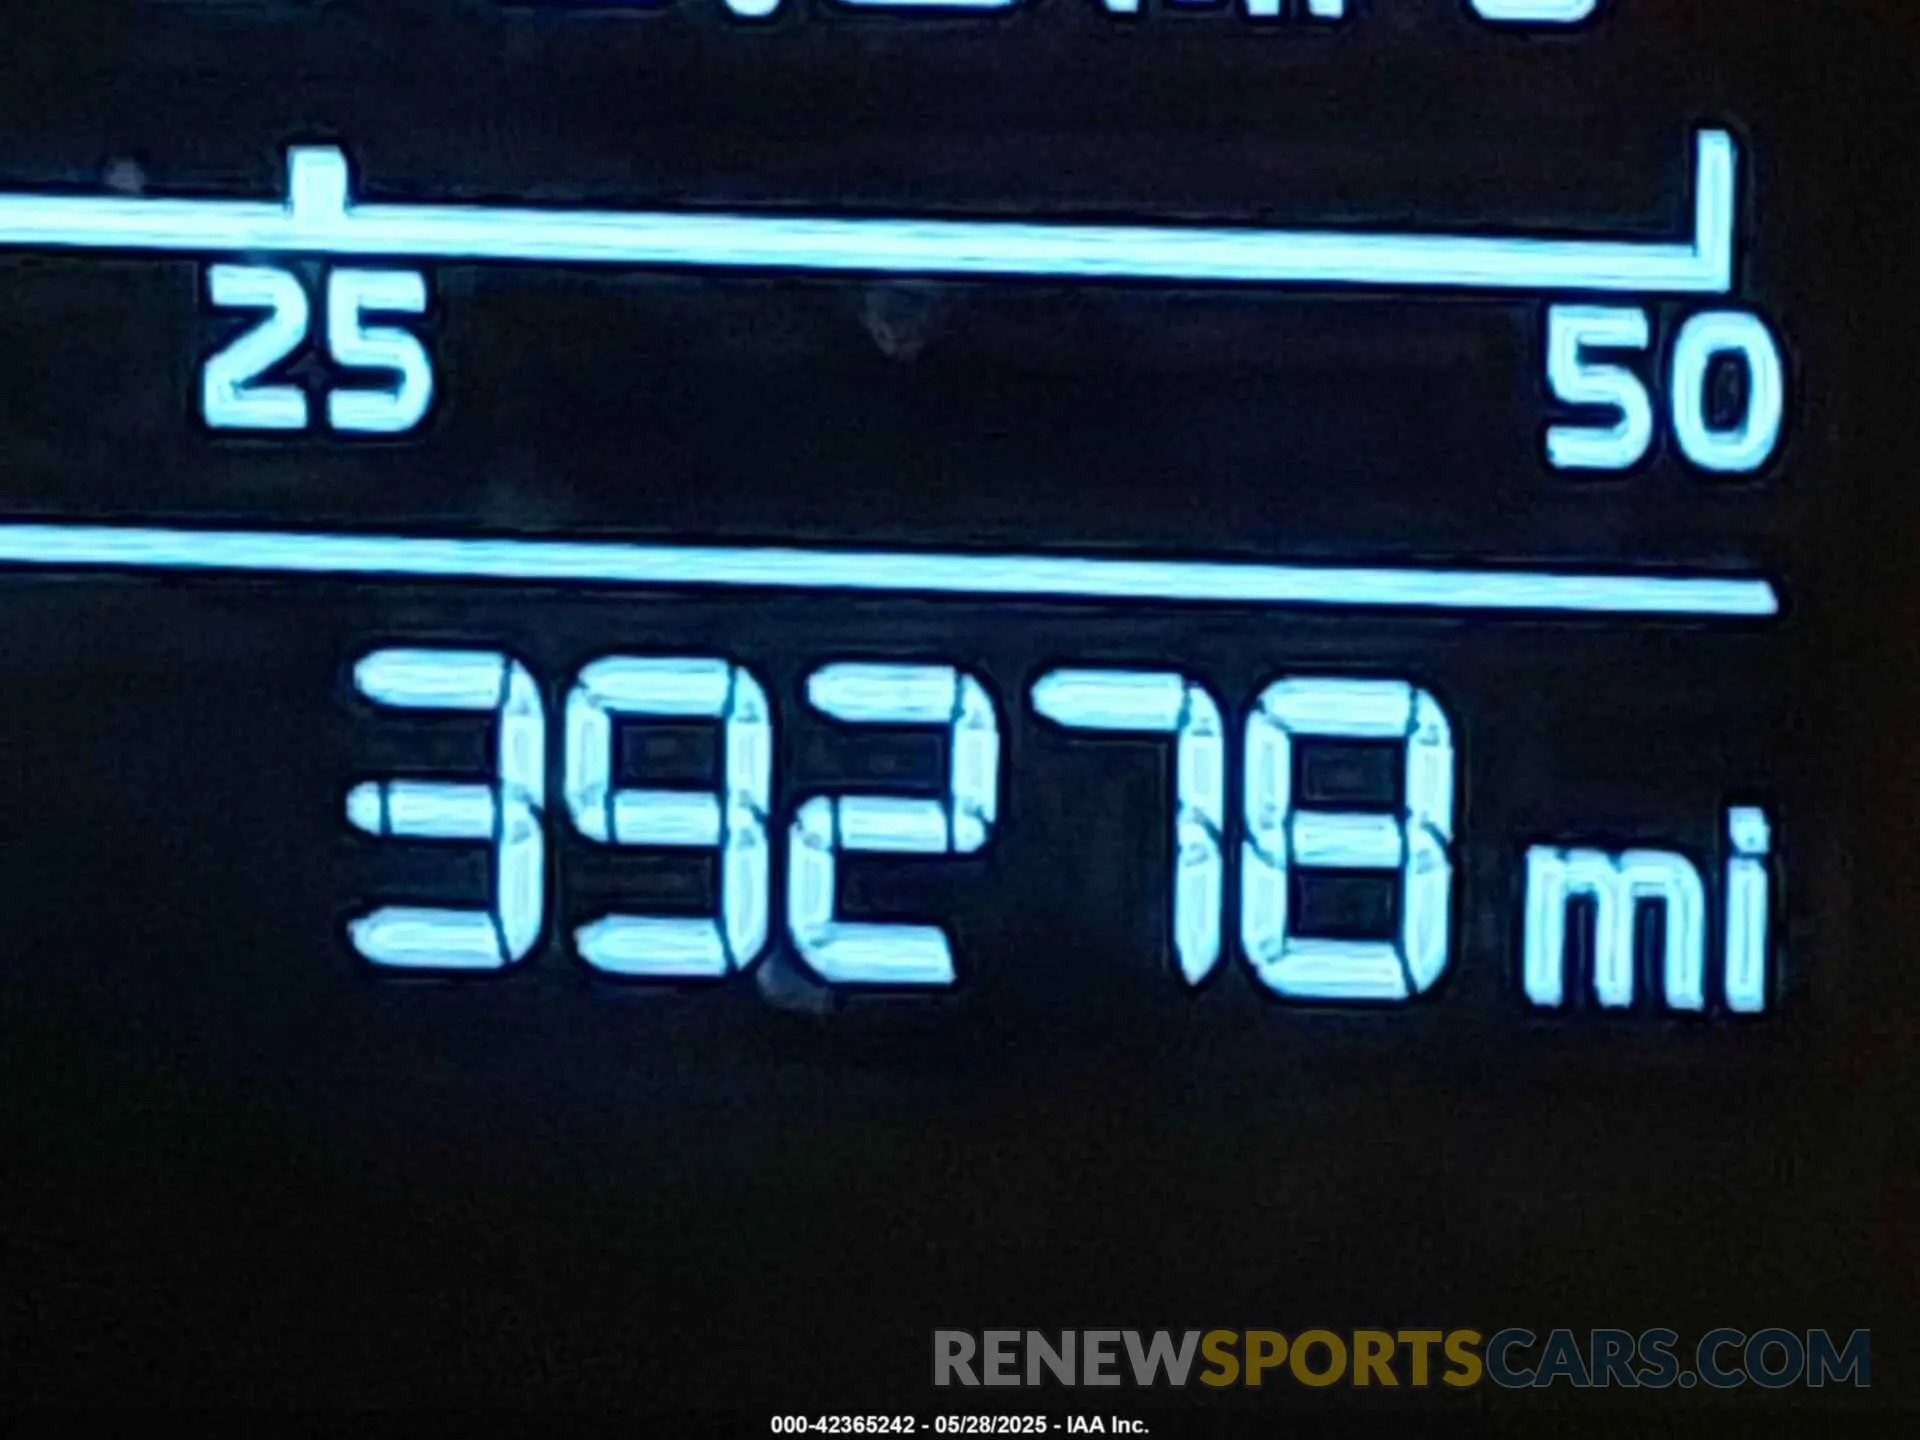 25 50
39278 mi
RENEWSPORTSCARS.COM
000-42365242 - 05/28/2025 - IAA Inc.